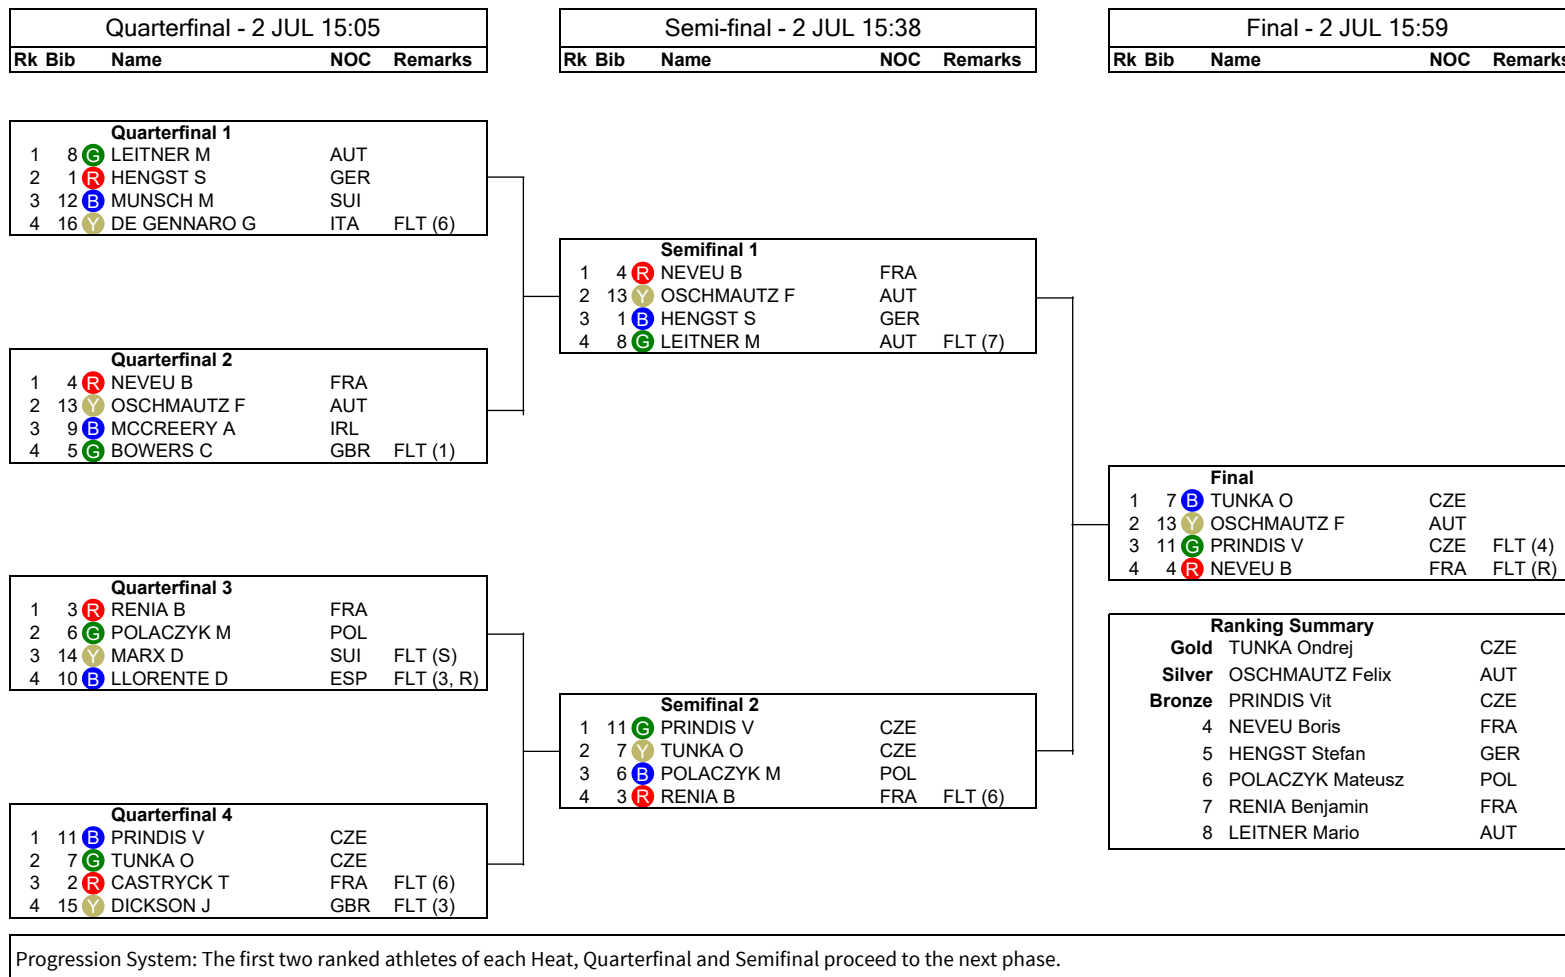 Quarterfinal - 2 JUL 15:05
Rk Bib Name NOC Remarks
Quarterfinal 1
1 8 G LEITNER M AUT
2 1 R HENGST S GER
3 12 B MUNSCH M SUI
4 16 Y DE GENNARO G ITA FLT (6)
Quarterfinal 2
1 4 R NEVEU B FRA
2 13 Y OSCHMAUTZ F AUT
3 9 B MCCREERY A IRL
4 5 G BOWERS C GBR FLT (1)
Quarterfinal 3
1 3 R RENIA B FRA
2 6 G POLACZYK M POL
3 14 Y MARX D SUI FLT (S)
4 10 B LLORENTE D ESP FLT (3, R)
Quarterfinal 4
1 11 B PRINDIS V CZE
2 7 G TUNKA O CZE
3 2 R CASTRYCK T FRA FLT (6)
4 15 Y DICKSON J GBR FLT (3)
Semi-final - 2 JUL 15:38
Rk Bib Name NOC Remarks
Semifinal 1
1 4 R NEVEU B FRA
2 13 Y OSCHMAUTZ F AUT
3 1 B HENGST S GER
4 8 G LEITNER M AUT FLT (7)
Semifinal 2
1 11 G PRINDIS V CZE
2 7 Y TUNKA O CZE
3 6 B POLACZYK M POL
4 3 R RENIA B FRA FLT (6)
Final - 2 JUL 15:59
Rk Bib Name NOC Remarks
Final
1 7 B TUNKA O CZE
2 13 Y OSCHMAUTZ F AUT
3 11 G PRINDIS V CZE FLT (4)
4 4 R NEVEU B FRA FLT (R)
Ranking Summary
Gold TUNKA Ondrej CZE
Silver OSCHMAUTZ Felix AUT
Bronze PRINDIS Vit CZE
4 NEVEU Boris FRA
5 HENGST Stefan GER
6 POLACZYK Mateusz POL
7 RENIA Benjamin FRA
8 LEITNER Mario AUT
Progression System: The first two ranked athletes of each Heat, Quarterfinal and Semifinal proceed to the next phase.